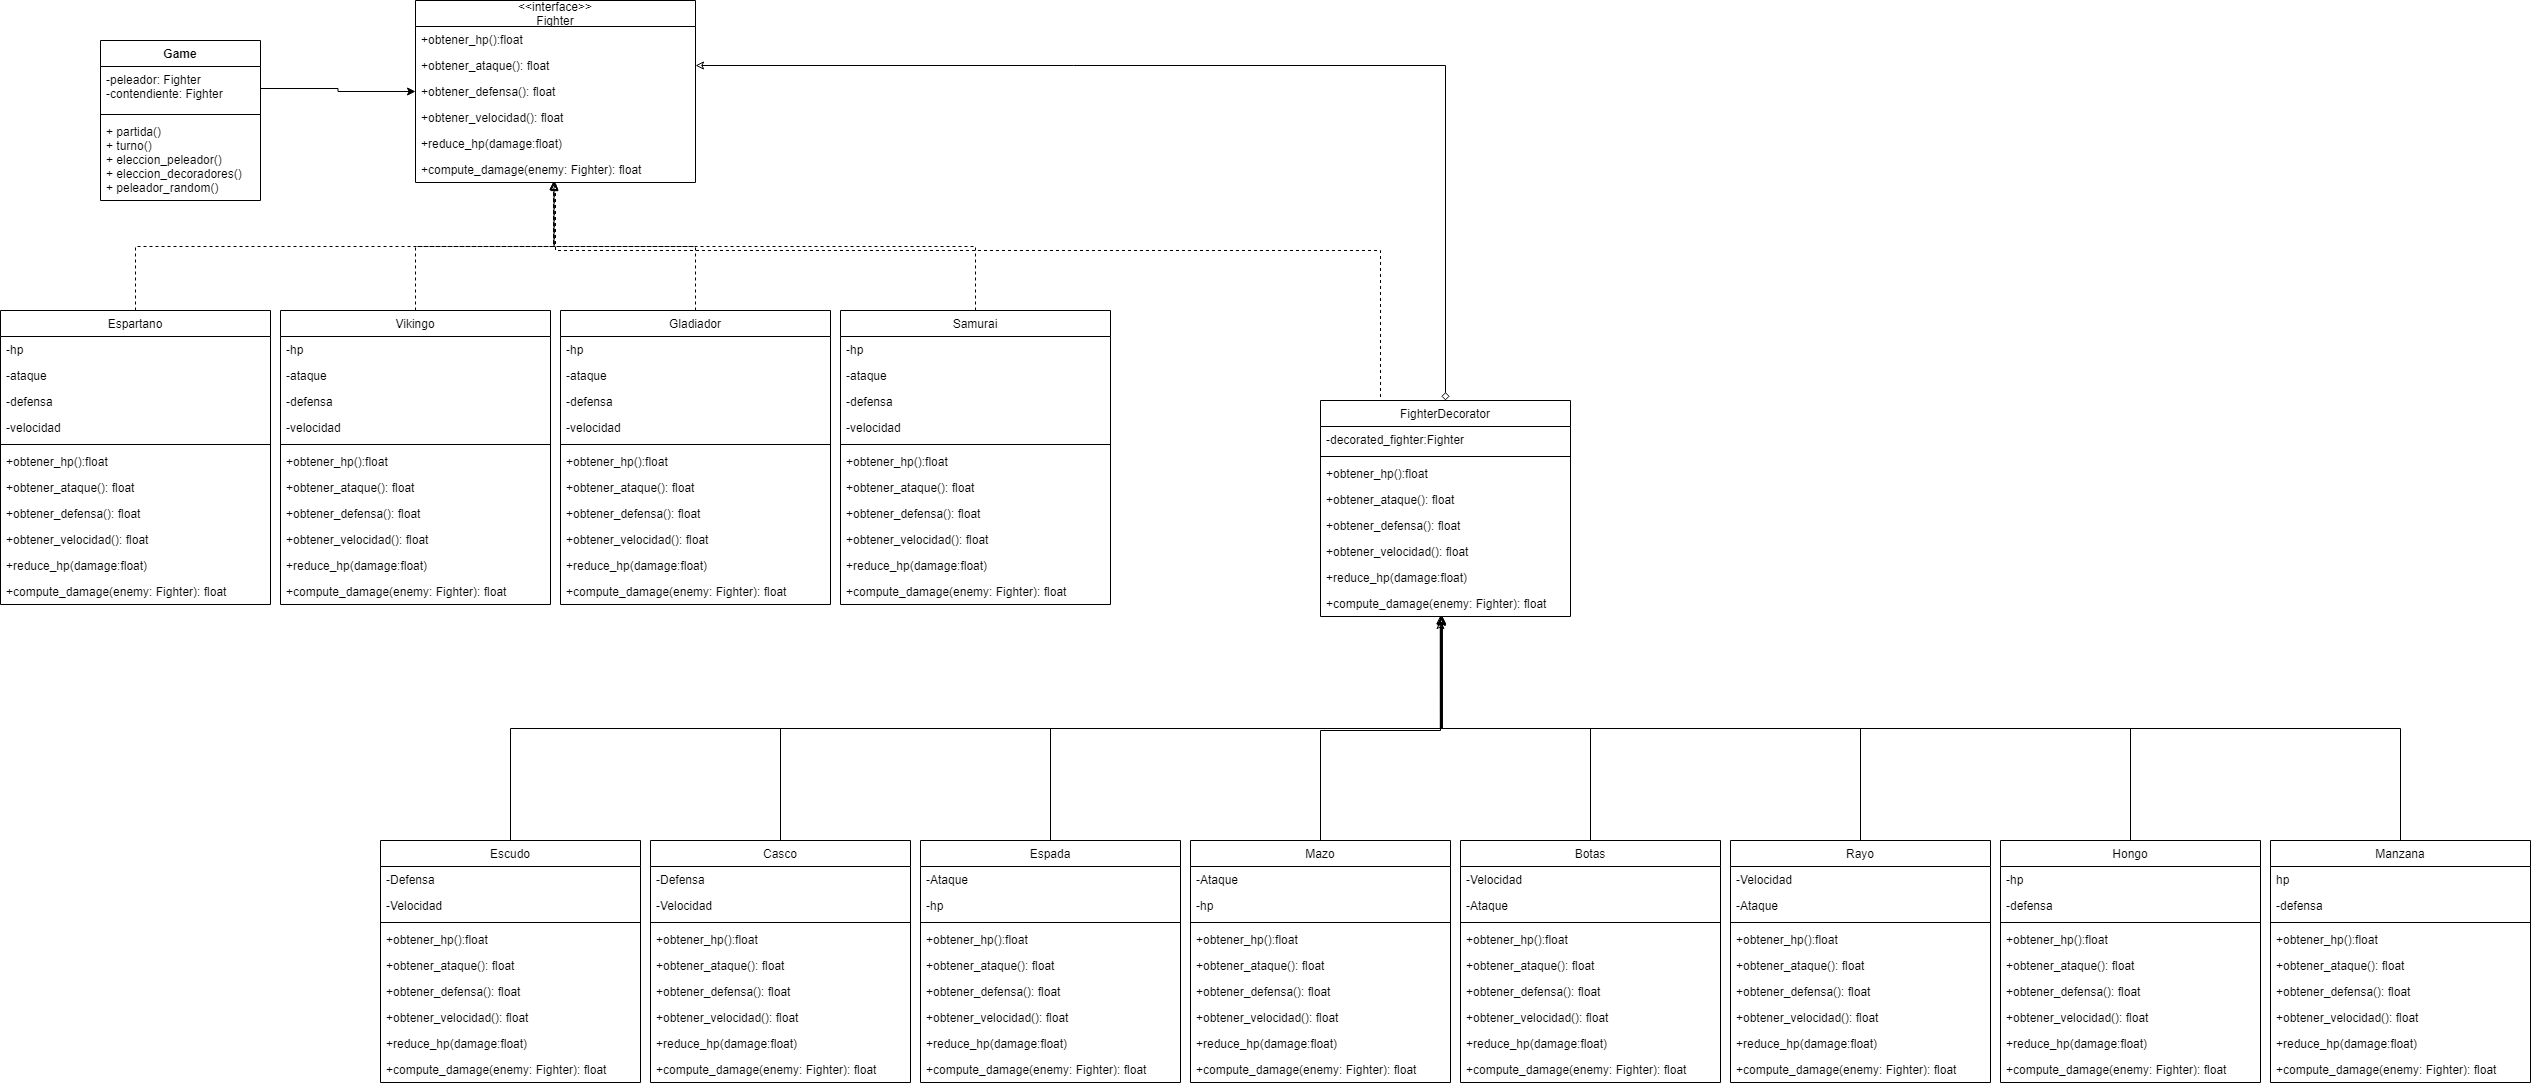 <<interface>>
Fighter
+obtener_hp():float
+obtener_ataque(): float
+obtener_defensa(): float
+obtener_velocidad(): float
+reduce_hp(damage:float)
+compute_damage(enemy: Fighter): float
Game
-peleador: Fighter
-contendiente: Fighter
+ partida()
+ turno()
+ eleccion_peleador()
+ eleccion_decoradores()
+ peleador_random()
Espartano
-hp
-ataque
-defensa
-velocidad
+obtener_hp():float
+obtener_ataque(): float
+obtener_defensa(): float
+obtener_velocidad(): float
+reduce_hp(damage:float)
+compute_damage(enemy: Fighter): float
Vikingo
-hp
-ataque
-defensa
-velocidad
+obtener_hp():float
+obtener_ataque(): float
+obtener_defensa(): float
+obtener_velocidad(): float
+reduce_hp(damage:float)
+compute_damage(enemy: Fighter): float
Gladiador
-hp
-ataque
-defensa
-velocidad
+obtener_hp():float
+obtener_ataque(): float
+obtener_defensa(): float
+obtener_velocidad(): float
+reduce_hp(damage:float)
+compute_damage(enemy: Fighter): float
Samurai
-hp
-ataque
-defensa
-velocidad
+obtener_hp():float
+obtener_ataque(): float
+obtener_defensa(): float
+obtener_velocidad(): float
+reduce_hp(damage:float)
+compute_damage(enemy: Fighter): float
FighterDecorator
-decorated_fighter:Fighter
+obtener_hp():float
+obtener_ataque(): float
+obtener_defensa(): float
+obtener_velocidad(): float
+reduce_hp(damage:float)
+compute_damage(enemy: Fighter): float
Escudo
-Defensa
-Velocidad
+obtener_hp():float
+obtener_ataque(): float
+obtener_defensa(): float
+obtener_velocidad(): float
+reduce_hp(damage:float)
+compute_damage(enemy: Fighter): float
Casco
-Defensa
-Velocidad
+obtener_hp():float
+obtener_ataque(): float
+obtener_defensa(): float
+obtener_velocidad(): float
+reduce_hp(damage:float)
+compute_damage(enemy: Fighter): float
Espada
-Ataque
-hp
+obtener_hp():float
+obtener_ataque(): float
+obtener_defensa(): float
+obtener_velocidad(): float
+reduce_hp(damage:float)
+compute_damage(enemy: Fighter): float
Mazo
-Ataque
-hp
+obtener_hp():float
+obtener_ataque(): float
+obtener_defensa(): float
+obtener_velocidad(): float
+reduce_hp(damage:float)
+compute_damage(enemy: Fighter): float
Botas
-Velocidad
-Ataque
+obtener_hp():float
+obtener_ataque(): float
+obtener_defensa(): float
+obtener_velocidad(): float
+reduce_hp(damage:float)
+compute_damage(enemy: Fighter): float
Rayo
-Velocidad
-Ataque
+obtener_hp():float
+obtener_ataque(): float
+obtener_defensa(): float
+obtener_velocidad(): float
+reduce_hp(damage:float)
+compute_damage(enemy: Fighter): float
Hongo
-hp
-defensa
+obtener_hp():float
+obtener_ataque(): float
+obtener_defensa(): float
+obtener_velocidad(): float
+reduce_hp(damage:float)
+compute_damage(enemy: Fighter): float
Manzana
hp
-defensa
+obtener_hp():float
+obtener_ataque(): float
+obtener_defensa(): float
+obtener_velocidad(): float
+reduce_hp(damage:float)
+compute_damage(enemy: Fighter): float